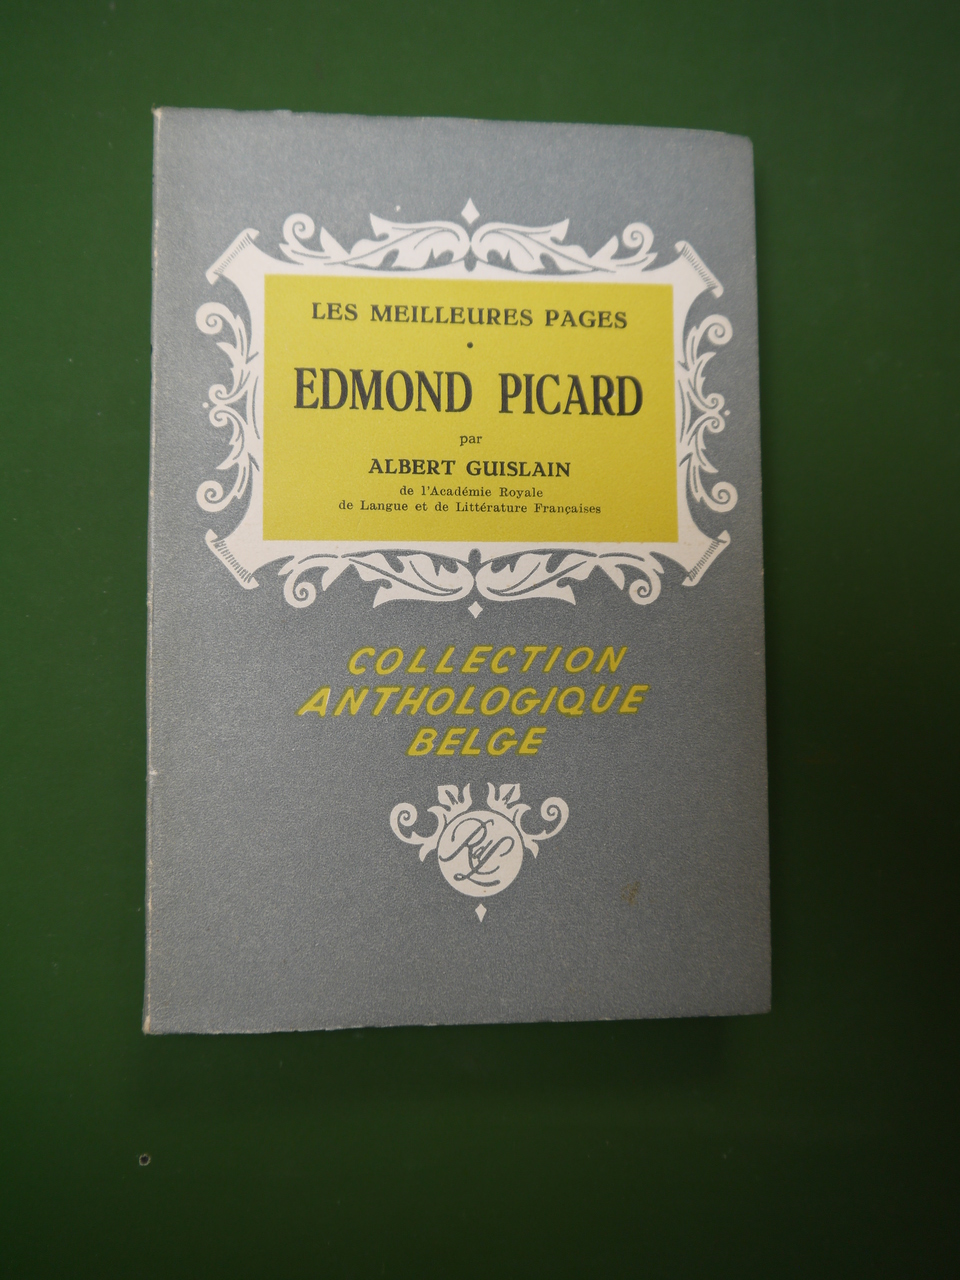 LES MEILLEURES PAGES
•
EDMOND PICARD
par
ALBERT GUISLAIN
de l'Académie Royale
de Langue et de Littérature Françaises
COLLECTION
ANTHOLOGIQUE
BELGE
RdL